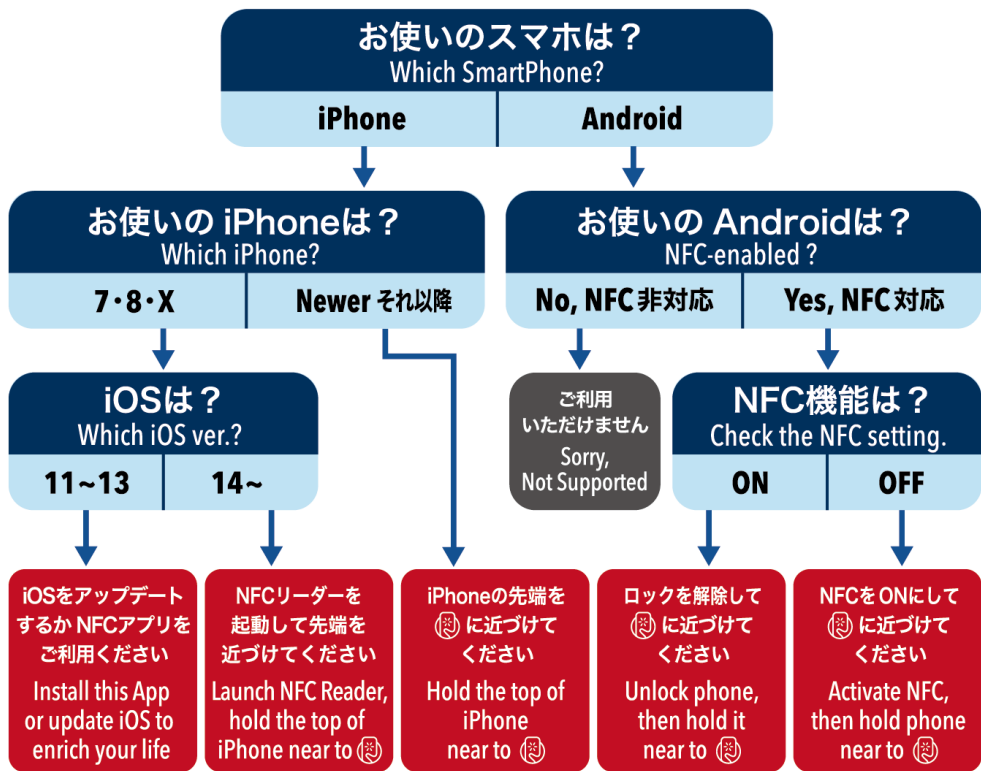 お使いのスマホは？
Which SmartPhone?
iPhone
Android
お使いの iPhoneは？
Which iPhone?
7・8・X
Newer それ以降
お使いの Androidは？
NFC-enabled ?
No, NFC 非対応
Yes, NFC 対応
iOSは？
Which iOS ver.?
11~13
14~
ご利用
いただけません
Sorry,
Not Supported
NFC機能は？
Check the NFC setting.
ON
OFF
iOSをアップデート
するか NFCアプリを
ご利用ください
Install this App
or update iOS to
enrich your life
NFCリーダーを
起動して先端を
近づけてください
Launch NFC Reader,
hold the top of
iPhone near to
iPhoneの先端を
に近づけて
ください
Hold the top of
iPhone
near to
ロックを解除して
に近づけて
ください
Unlock phone,
then hold it
near to
NFCをONにして
に近づけて
ください
Activate NFC,
then hold phone
near to